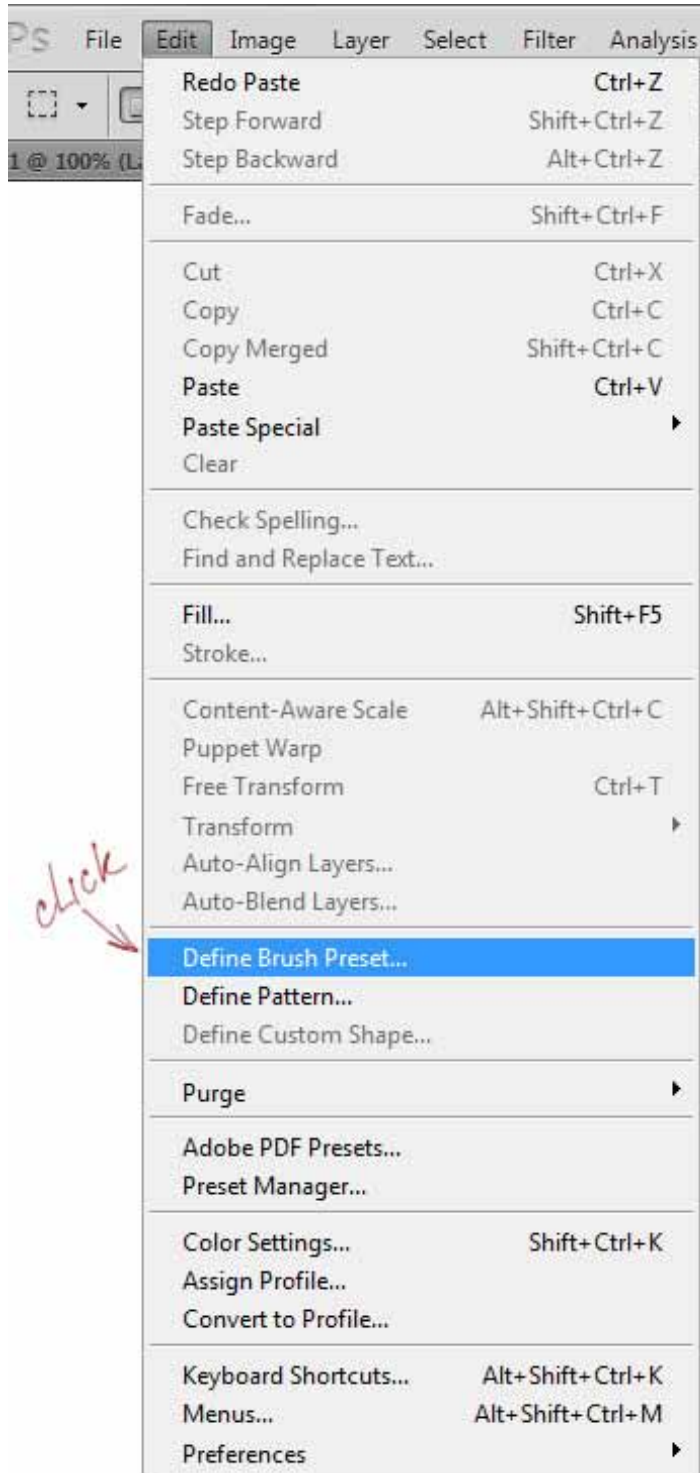 Ps File Edit Image Layer Select Filter Analysis
1 @ 100% (La
Redo Paste Ctrl+Z
Step Forward Shift+Ctrl+Z
Step Backward Alt+Ctrl+Z
Fade... Shift+Ctrl+F
Cut Ctrl+X
Copy Ctrl+C
Copy Merged Shift+Ctrl+C
Paste Ctrl+V
Paste Special
Clear
Check Spelling...
Find and Replace Text...
Fill... Shift+F5
Stroke...
Content-Aware Scale Alt+Shift+Ctrl+C
Puppet Warp
Free Transform Ctrl+T
Transform
Auto-Align Layers...
Auto-Blend Layers...
click
Define Brush Preset...
Define Pattern...
Define Custom Shape...
Purge
Adobe PDF Presets...
Preset Manager...
Color Settings... Shift+Ctrl+K
Assign Profile...
Convert to Profile...
Keyboard Shortcuts... Alt+Shift+Ctrl+K
Menus... Alt+Shift+Ctrl+M
Preferences